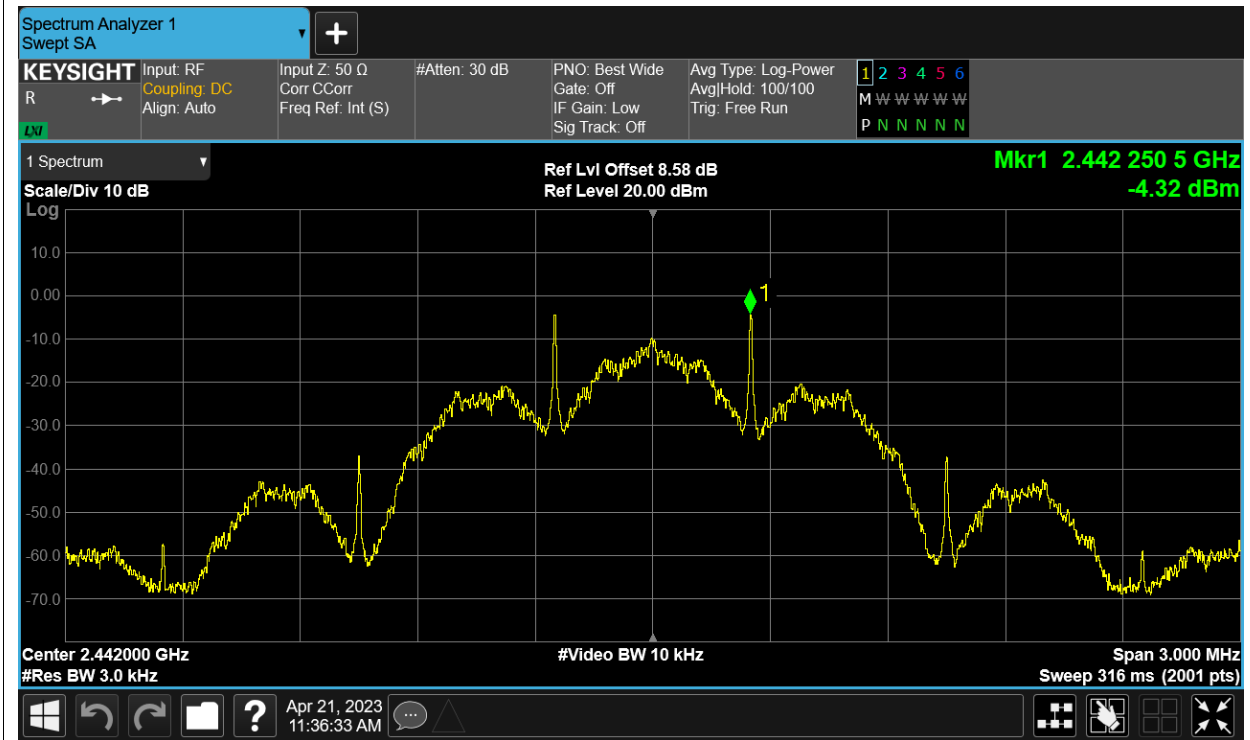 Spectrum Analyzer 1
Swept SA
KEYSIGHT
R
LXI
Input: RF
Coupling: DC
Align: Auto
Input Z: 50 Ω
Corr CCorr
Freq Ref: Int (S)
#Atten: 30 dB
PNO: Best Wide
Gate: Off
IF Gain: Low
Sig Track: Off
Avg Type: Log-Power
Avg|Hold: 100/100
Trig: Free Run
1 2 3 4 5 6
M W W W W W
P N N N N N N
1 Spectrum
Scale/Div 10 dB
Log
Ref Lvl Offset 8.58 dB
Ref Level 20.00 dBm
Mkr1 2.442 250 5 GHz
-4.32 dBm
1
10.0
0.00
-10.0
-20.0
-30.0
-40.0
-50.0
-60.0
-70.0
Center 2.442000 GHz
#Res BW 3.0 kHz
#Video BW 10 kHz
Span 3.000 MHz
Sweep 316 ms (2001 pts)
?
Apr 21, 2023
11:36:33 AM